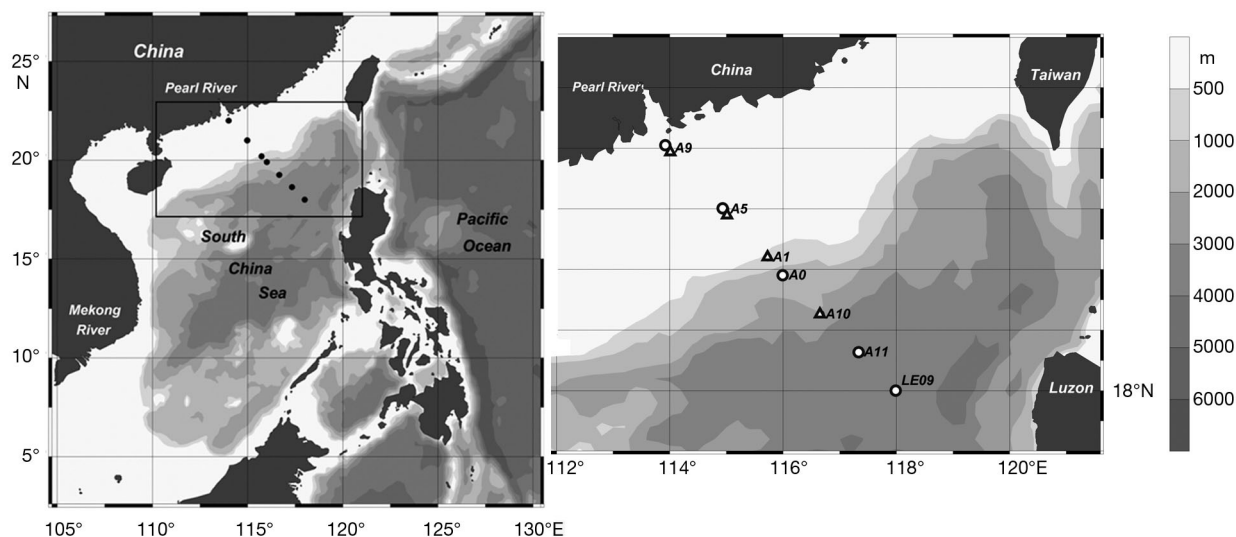 25°
N
20°
15°
10°
5°
105°
110°
115°
120°
125°
130°E
China
Pearl River
South
China
Sea
Pacific
Ocean
Mekong
River
China
Pearl River
Taiwan
A9
A5
A1
A0
A10
A11
LE09
Luzon
18°N
112°
114°
116°
118°
120°E
m
500
1000
2000
3000
4000
5000
6000